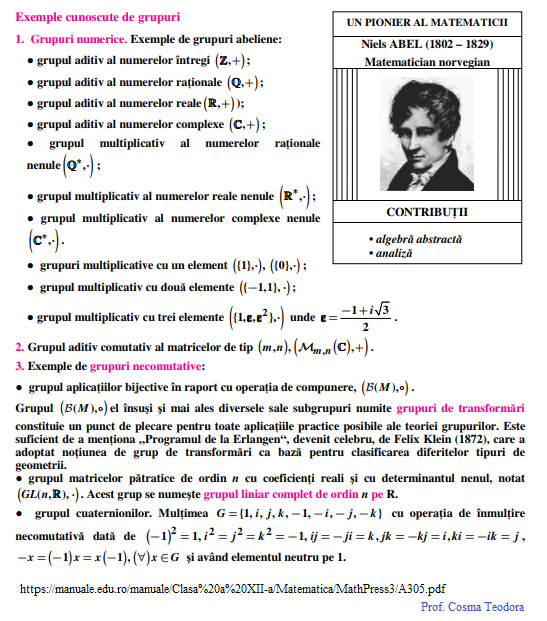 Exemple cunoscute de grupuri
1. Grupuri numerice. Exemple de grupuri abeliene:
● grupul aditiv al numerelor întregi (ℤ,+);
● grupul aditiv al numerelor raționale (ℚ,+);
● grupul aditiv al numerelor reale (ℝ,+));
● grupul aditiv al numerelor complexe (ℂ,+);
● grupul multiplicativ al numerelor raționale
nenule (ℚ*,·);
● grupul multiplicativ al numerelor reale nenule (ℝ*,·);
● grupul multiplicativ al numerelor complexe nenule
(ℂ*,·).
● grupuri multiplicative cu un element ({1},·), ({0},·);
● grupul multiplicativ cu două elemente ({−1,1},·);
● grupul multiplicativ cu trei elemente ({1,ε,ε²},·) unde ε = (−1+i√3)/2 .
UN PIONIER AL MATEMATICII
Niels ABEL (1802 – 1829)
Matematician norvegian
CONTRIBUȚII
• algebră abstractă
• analiză
2. Grupul aditiv comutativ al matricelor de tip (m,n), (ℳm,n(ℂ),+).
3. Exemple de grupuri necomutative:
● grupul aplicațiilor bijective în raport cu operația de compunere, (ℬ(M),∘).
Grupul (ℬ(M),∘) el însuși și mai ales diversele sale subgrupuri numite grupuri de transformări
constituie un punct de plecare pentru toate aplicațiile practice posibile ale teoriei grupurilor. Este
suficient de a menționa „Programul de la Erlangen“, devenit celebru, de Felix Klein (1872), care a
adoptat noțiunea de grup de transformări ca bază pentru clasificarea diferitelor tipuri de
geometrii.
● grupul matricelor pătratice de ordin n cu coeficienți reali și cu determinantul nenul, notat
(GL(n,ℝ),·). Acest grup se numește grupul liniar complet de ordin n pe R.
● grupul cuaternionilor. Mulțimea G = {1, i, j, k, −1, −i, −j, −k} cu operația de înmulțire
necomutativă dată de (−1)² = 1, i² = j² = k² = −1, ij = −ji = k, jk = −kj = i, ki = −ik = j,
−x = (−1)x = x(−1), (∀)x ∈ G și având elementul neutru pe 1.
https://manuale.edu.ro/manuale/Clasa%20a%20XII-a/Matematica/MathPress3/A305.pdf
Prof. Cosma Teodora